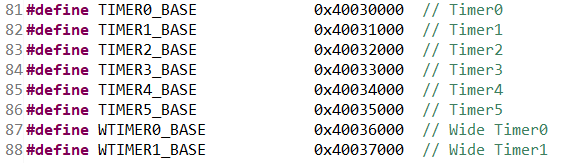 81 #define TIMER0_BASE 0x40030000 // Timer0
82 #define TIMER1_BASE 0x40031000 // Timer1
83 #define TIMER2_BASE 0x40032000 // Timer2
84 #define TIMER3_BASE 0x40033000 // Timer3
85 #define TIMER4_BASE 0x40034000 // Timer4
86 #define TIMER5_BASE 0x40035000 // Timer5
87 #define WTIMER0_BASE 0x40036000 // Wide Timer0
88 #define WTIMER1_BASE 0x40037000 // Wide Timer1